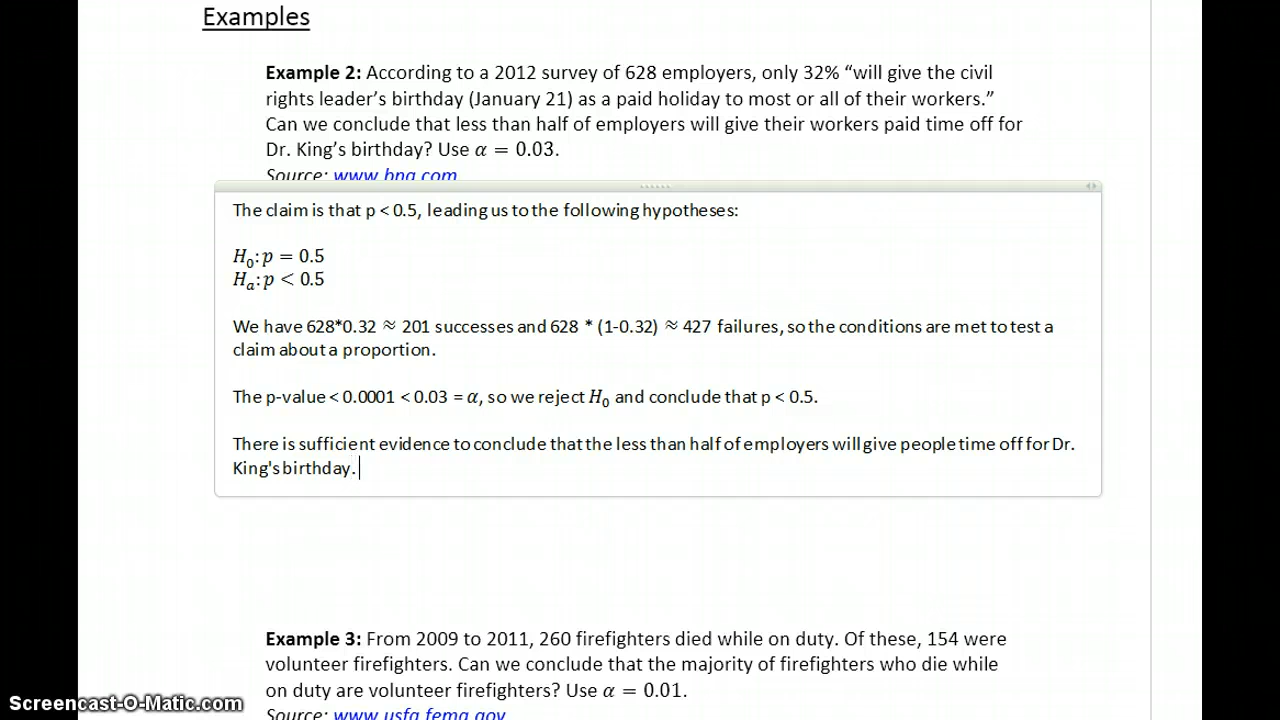 Examples
Example 2: According to a 2012 survey of 628 employers, only 32% “will give the civil
rights leader’s birthday (January 21) as a paid holiday to most or all of their workers.”
Can we conclude that less than half of employers will give their workers paid time off for
Dr. King’s birthday? Use α = 0.03.
Source: www.bna.com
The claim is that p < 0.5, leading us to the following hypotheses:
H₀: p = 0.5
Hₐ: p < 0.5
We have 628*0.32 ≈ 201 successes and 628 * (1-0.32) ≈ 427 failures, so the conditions are met to test a
claim about a proportion.
The p-value < 0.0001 < 0.03 = α, so we reject H₀ and conclude that p < 0.5.
There is sufficient evidence to conclude that the less than half of employers will give people time off for Dr.
King's birthday.
Example 3: From 2009 to 2011, 260 firefighters died while on duty. Of these, 154 were
volunteer firefighters. Can we conclude that the majority of firefighters who die while
on duty are volunteer firefighters? Use α = 0.01.
Source: www.usfa.fema.gov
Screencast-O-Matic.com